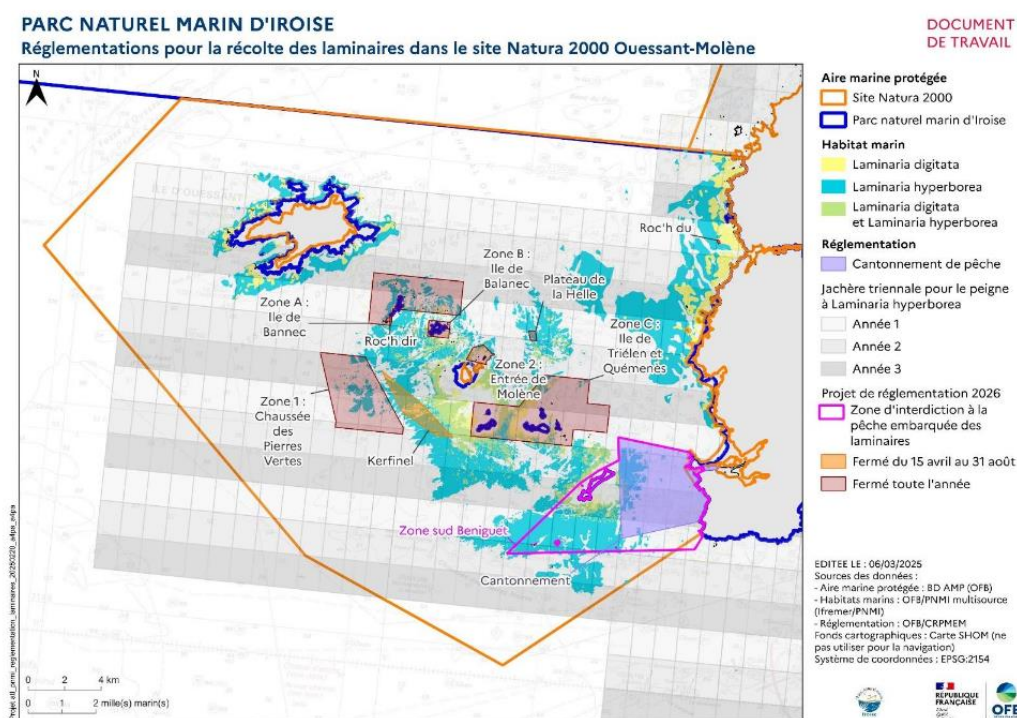 PARC NATUREL MARIN D'IROISE
Réglementations pour la récolte des laminaires dans le site Natura 2000 Ouessant-Molène
DOCUMENT
DE TRAVAIL
N
ÎLE D'OUESSANT
Roc'h du
Zone B :
Ile de
Balanec
Plateau de
la Helle
Zone A :
Ile de
Bannec
Roc'h dir
Zone C :
Ile de
Triélen et
Quémenès
Zone 2 :
Entrée de
Molène
Zone 1 :
Chaussée
des
Pierres
Vertes
Kerfinel
Zone sud Beniguet
Cantonnement
0 2 4 km
0 1 2 mille(s) marin(s)
Aire marine protégée
Site Natura 2000
Parc naturel marin d'Iroise
Habitat marin
Laminaria digitata
Laminaria hyperborea
Laminaria digitata
et Laminaria hyperborea
Réglementation
Cantonnement de pêche
Jachère triennale pour le peigne
à Laminaria hyperborea
Année 1
Année 2
Année 3
Projet de réglementation 2026
Zone d'interdiction à la
pêche embarquée des
laminaires
Fermé du 15 avril au 31 août
Fermé toute l'année
EDITEE LE : 06/03/2025
Sources des données :
- Aire marine protégée : BD AMP (OFB)
- Habitats marins : OFB/PNMI multisource
(Ifremer/PNMI)
- Réglementation : OFB/CRPMEM
Fonds cartographiques : Carte SHOM (ne
pas utiliser pour la navigation)
Système de coordonnées : EPSG:2154
RÉPUBLIQUE
FRANÇAISE
OFB